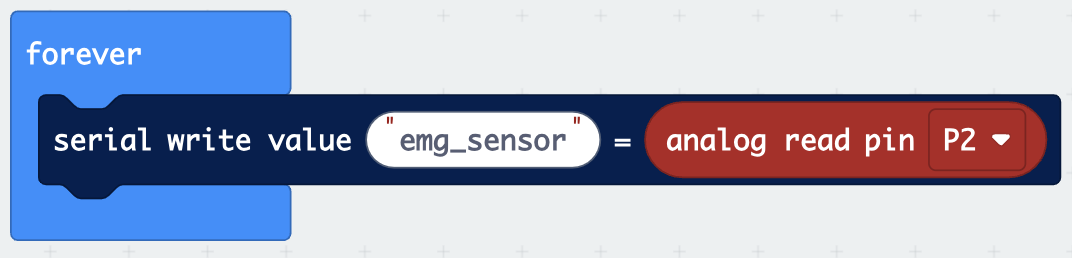 forever
serial write value "emg_sensor" = analog read pin P2